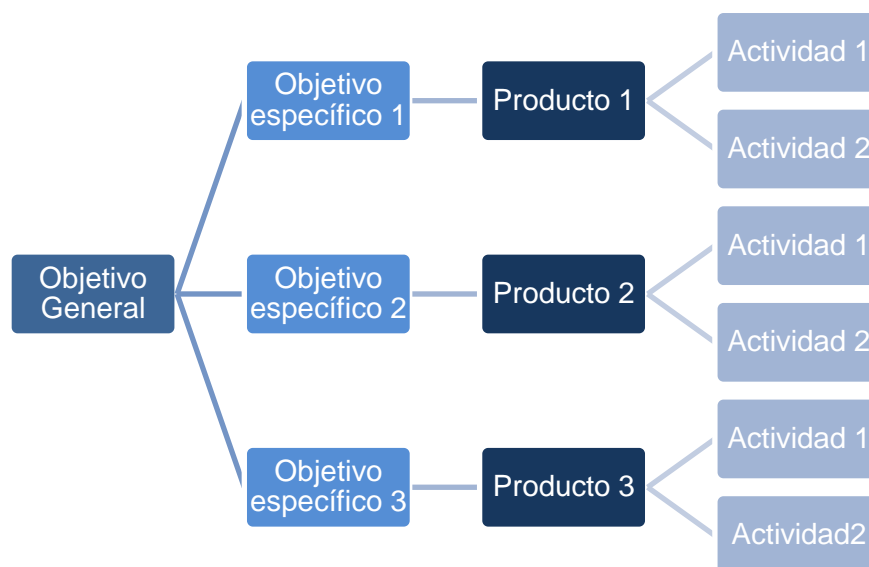 Objetivo
General
Objetivo
específico 1
Producto 1
Actividad 1
Actividad 2
Objetivo
específico 2
Producto 2
Actividad 1
Actividad 2
Objetivo
específico 3
Producto 3
Actividad 1
Actividad2